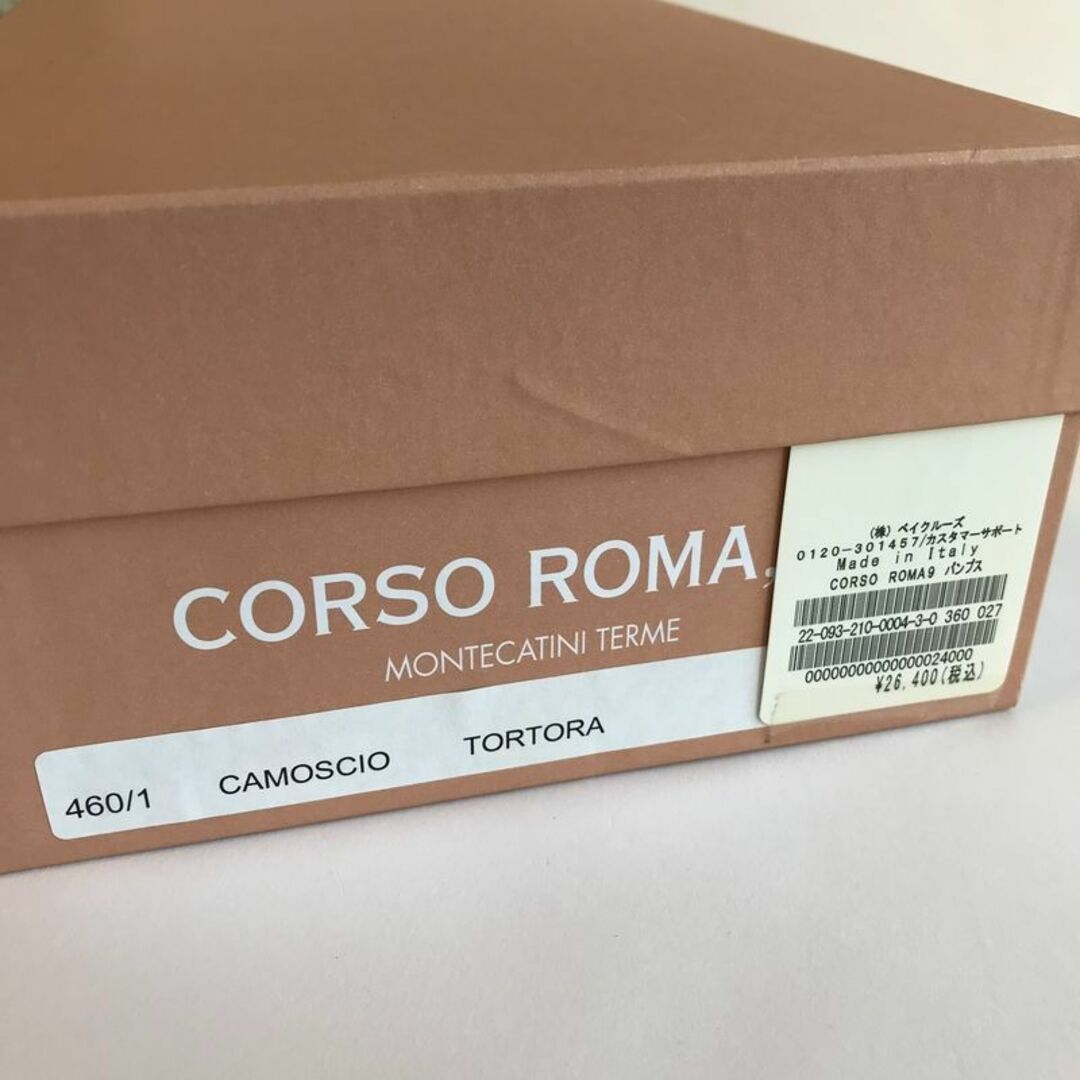 CORSO ROMA,
MONTECATINI TERME
460/1 CAMOSCIO TORTORA
(株) ベイクルーズ
0120-301457/カスタマーサポート
Made in Italy
CORSO ROMA9 パンプス
22-093-210-0004-3-0 360 027
00000000000000024000
¥26,400(税込)